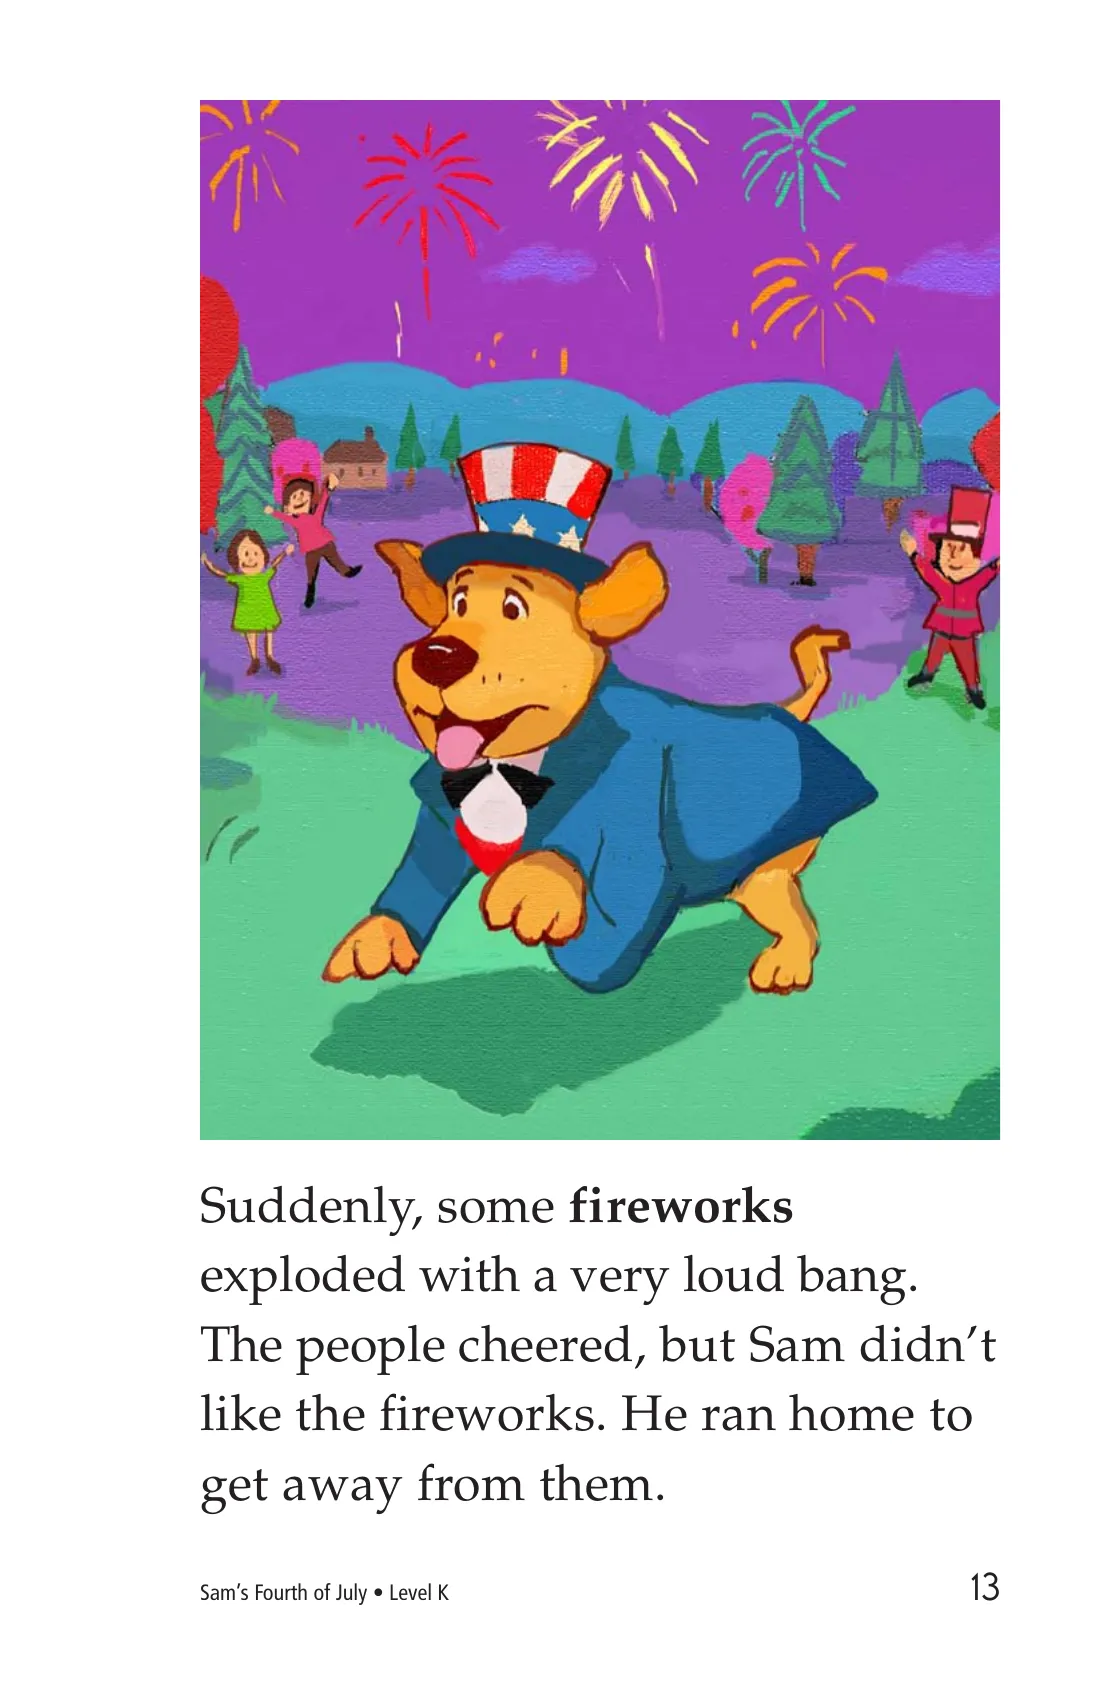 Suddenly, some fireworks
exploded with a very loud bang.
The people cheered, but Sam didn’t
like the fireworks. He ran home to
get away from them.
Sam’s Fourth of July • Level K
13